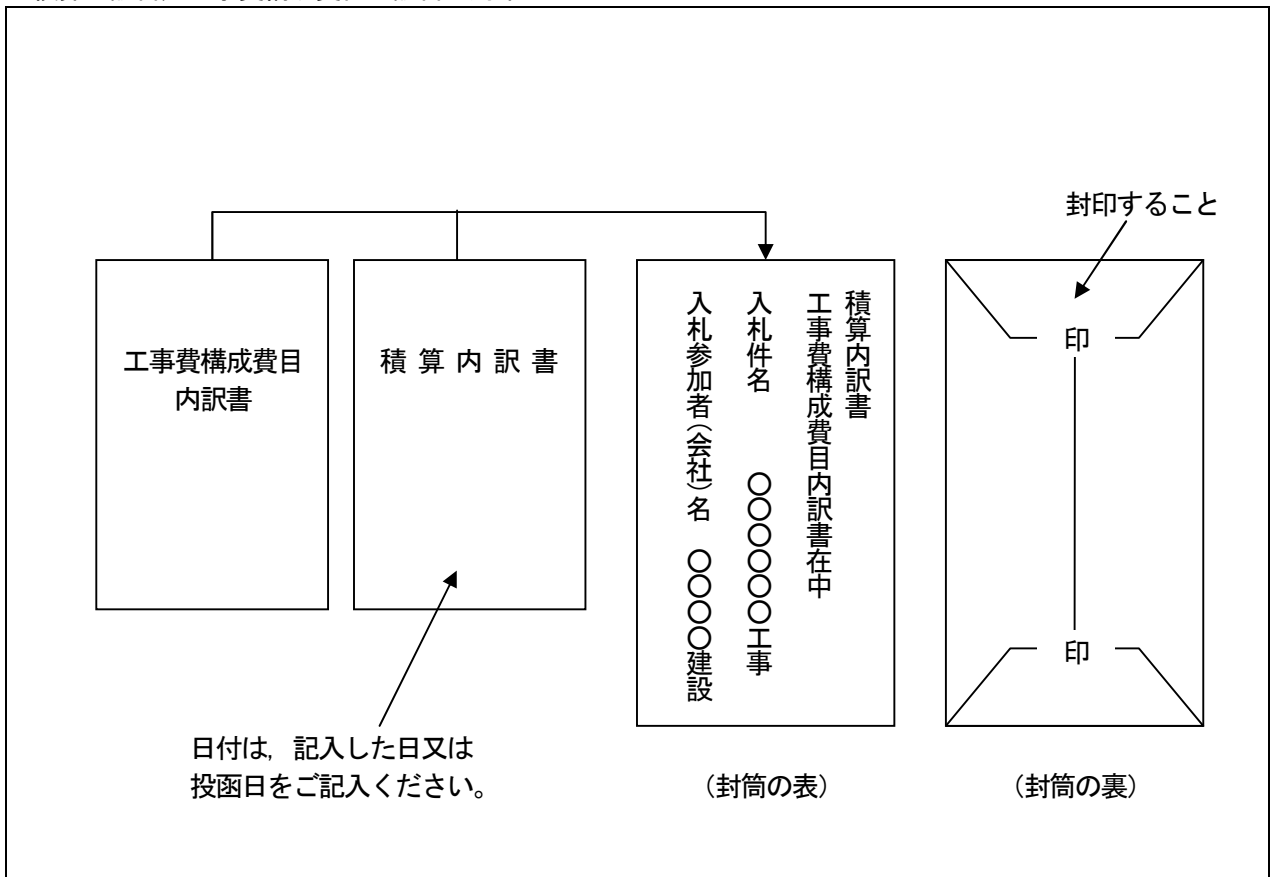 封印すること
工事費構成費目
内訳書
積算内訳書
積算内訳書
工事費構成費目内訳書在中
入札件名 〇〇〇〇〇〇工事
入札参加者(会社)名 〇〇〇〇建設
印
印
日付は,記入した日又は
投函日をご記入ください。
(封筒の表)
(封筒の裏)